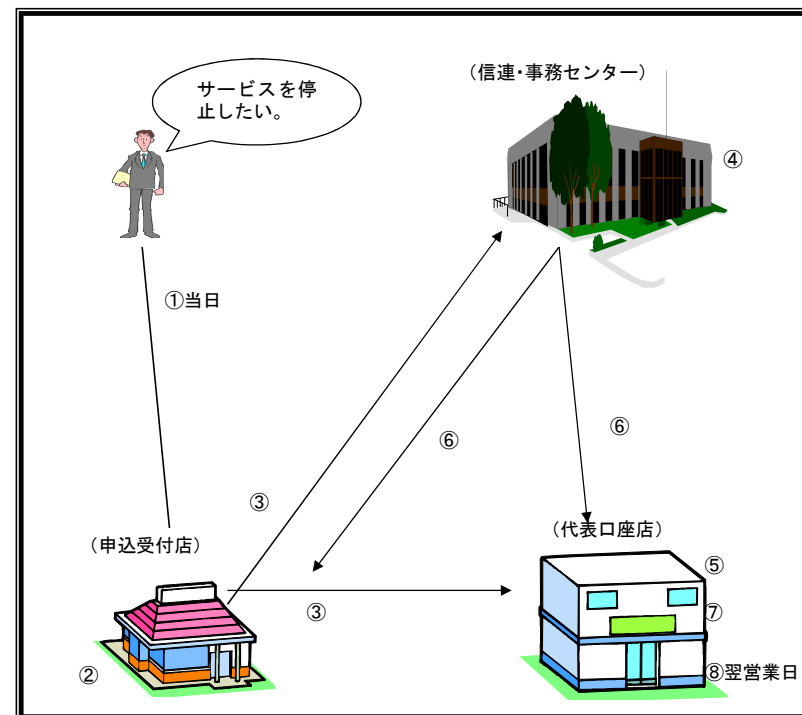 サービスを停
止したい。
(信連・事務センター)
④
①当日
⑥
⑥
③
(申込受付店)
(代表口座店)
⑤
③
⑦
②
⑧翌営業日